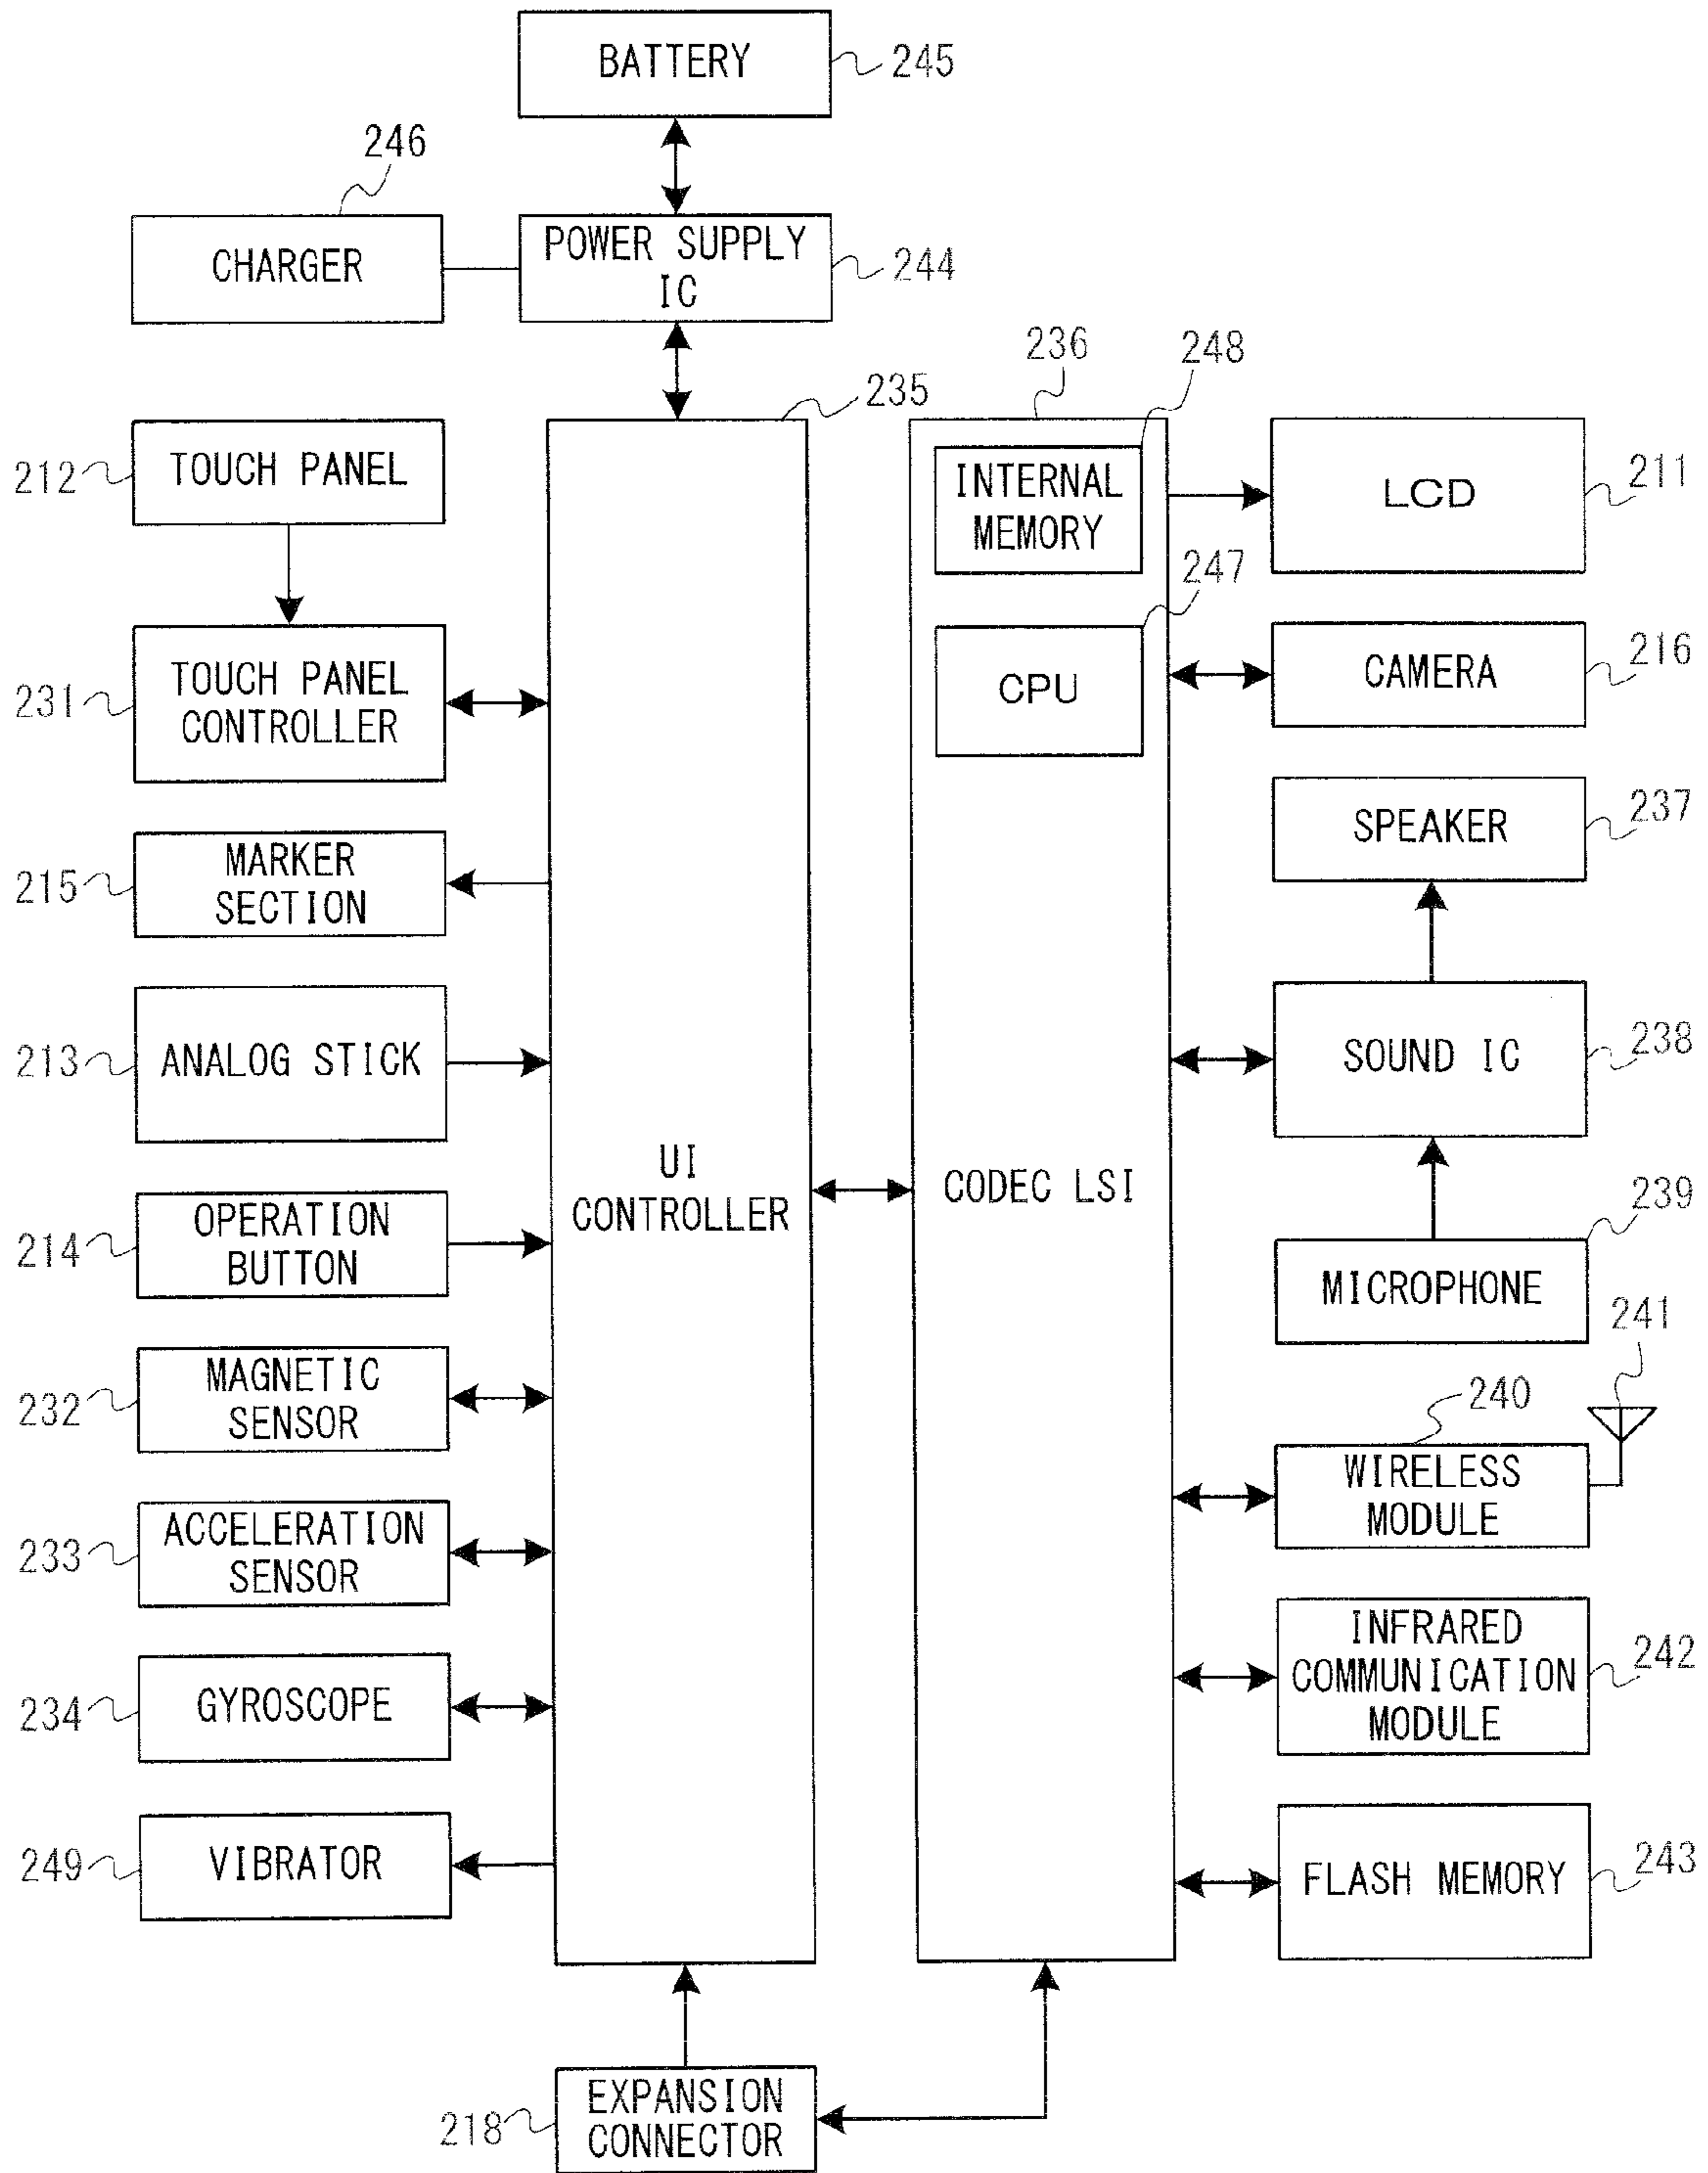 BATTERY
245
246
CHARGER
POWER SUPPLY
IC
244
235
236
248
212
TOUCH PANEL
INTERNAL
MEMORY
LCD
211
231
TOUCH PANEL
CONTROLLER
247
CPU
CAMERA
216
215
MARKER
SECTION
SPEAKER
237
213
ANALOG STICK
SOUND IC
238
UI
CONTROLLER
CODEC LSI
214
OPERATION
BUTTON
239
MICROPHONE
241
232
MAGNETIC
SENSOR
240
WIRELESS
MODULE
233
ACCELERATION
SENSOR
INFRARED
COMMUNICATION
MODULE
242
234
GYROSCOPE
249
VIBRATOR
FLASH MEMORY
243
218
EXPANSION
CONNECTOR